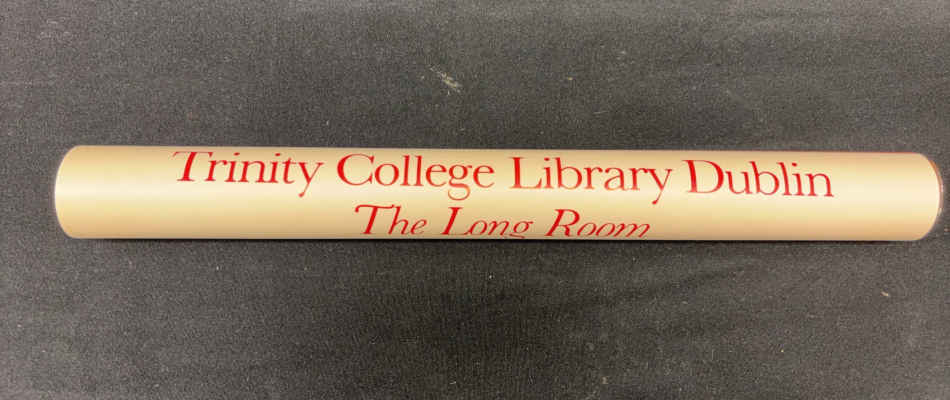 Trinity College Library Dublin
The Long Room